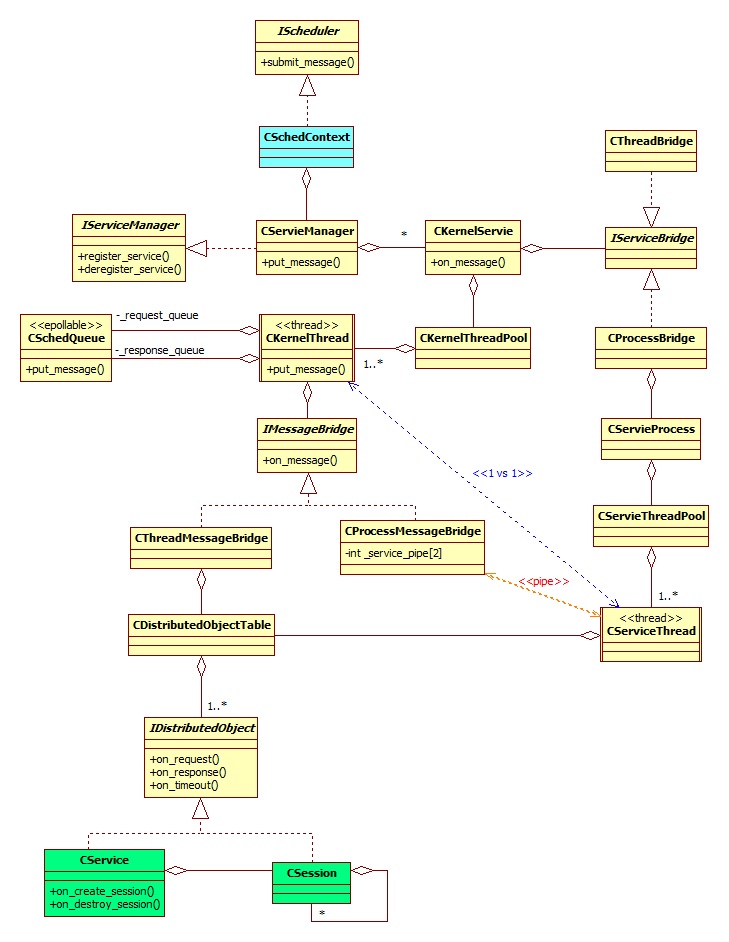 IScheduler
+submit_message()
CSchedContext
CThreadBridge
IServiceManager
+register_service()
+deregister_service()
CServieManager
+put_message()
*
CKernelServie
+on_message()
IServiceBridge
-_request_queue
<<epollable>>
CSchedQueue
+put_message()
-_response_queue
<<thread>>
CKernelThread
+put_message()
1..*
CKernelThreadPool
CProcessBridge
IMessageBridge
+on_message()
CServieProcess
<<1 vs 1>>
CThreadMessageBridge
CProcessMessageBridge
-int _service_pipe[2]
CServieThreadPool
<<pipe>>
1..*
CDistributedObjectTable
<<thread>>
CServiceThread
1..*
IDistributedObject
+on_request()
+on_response()
+on_timeout()
CService
+on_create_session()
+on_destroy_session()
CSession
*